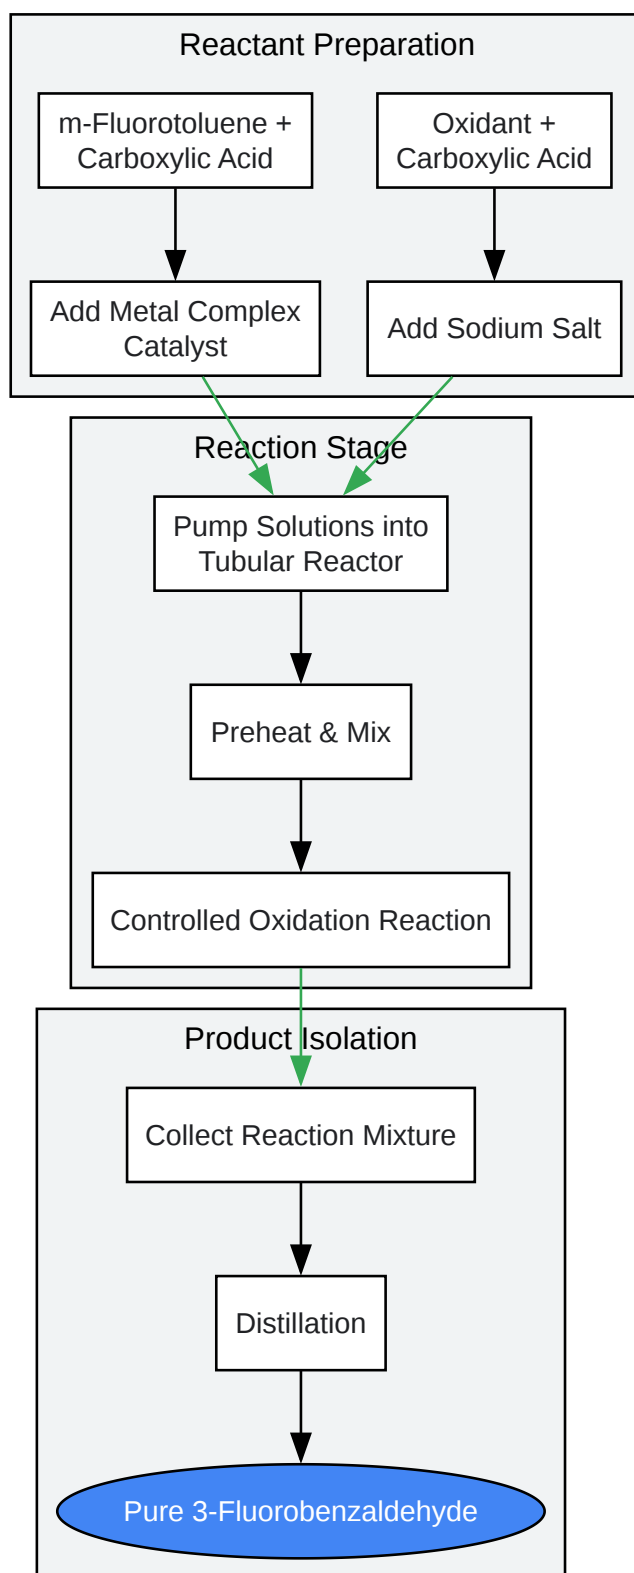 Reactant Preparation
m-Fluorotoluene +
Carboxylic Acid
Oxidant +
Carboxylic Acid
Add Metal Complex
Catalyst
Add Sodium Salt
Reaction Stage
Pump Solutions into
Tubular Reactor
Preheat & Mix
Controlled Oxidation Reaction
Product Isolation
Collect Reaction Mixture
Distillation
Pure 3-Fluorobenzaldehyde